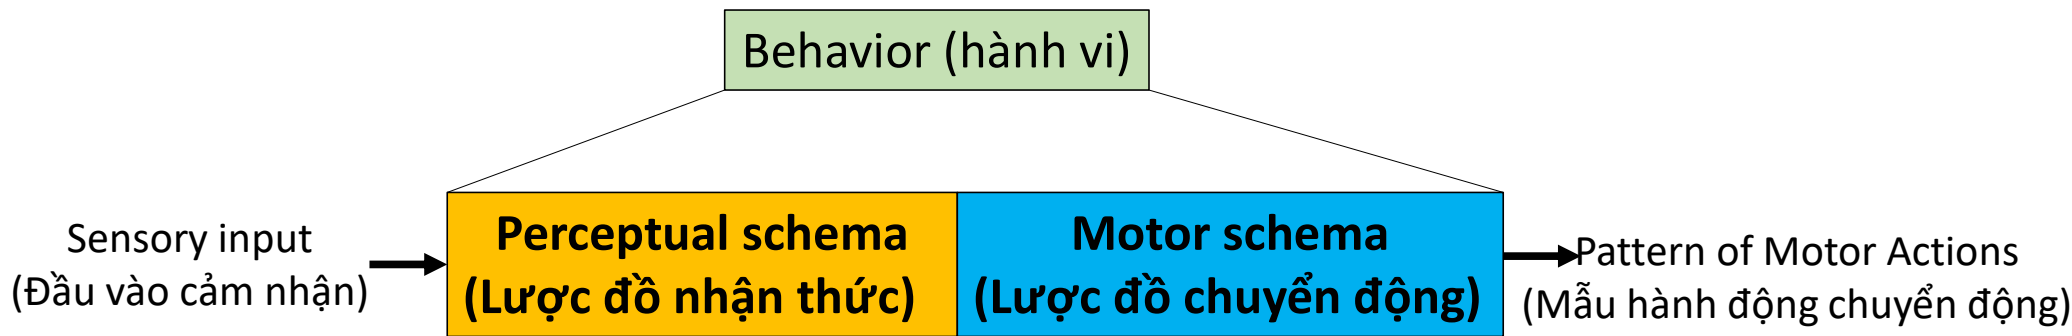 Behavior (hành vi)
Sensory input
(Đầu vào cảm nhận)
Perceptual schema
(Lược đồ nhận thức)
Motor schema
(Lược đồ chuyển động)
Pattern of Motor Actions
(Mẫu hành động chuyển động)